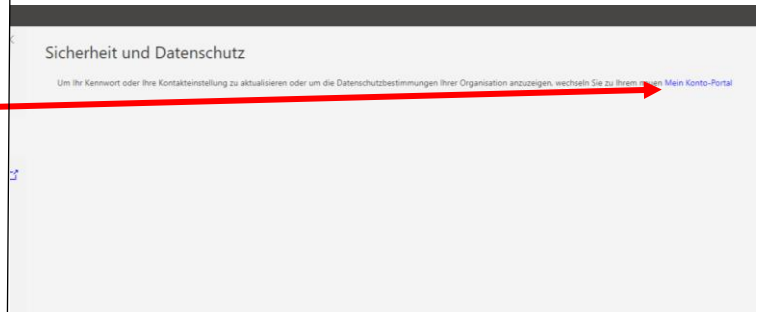 Sicherheit und Datenschutz
Um Ihr Kennwort oder Ihre Kontakteinstellung zu aktualisieren oder um die Datenschutzbestimmungen Ihrer Organisation anzuzeigen, wechseln Sie zu Ihrem neuen Mein Konto-Portal